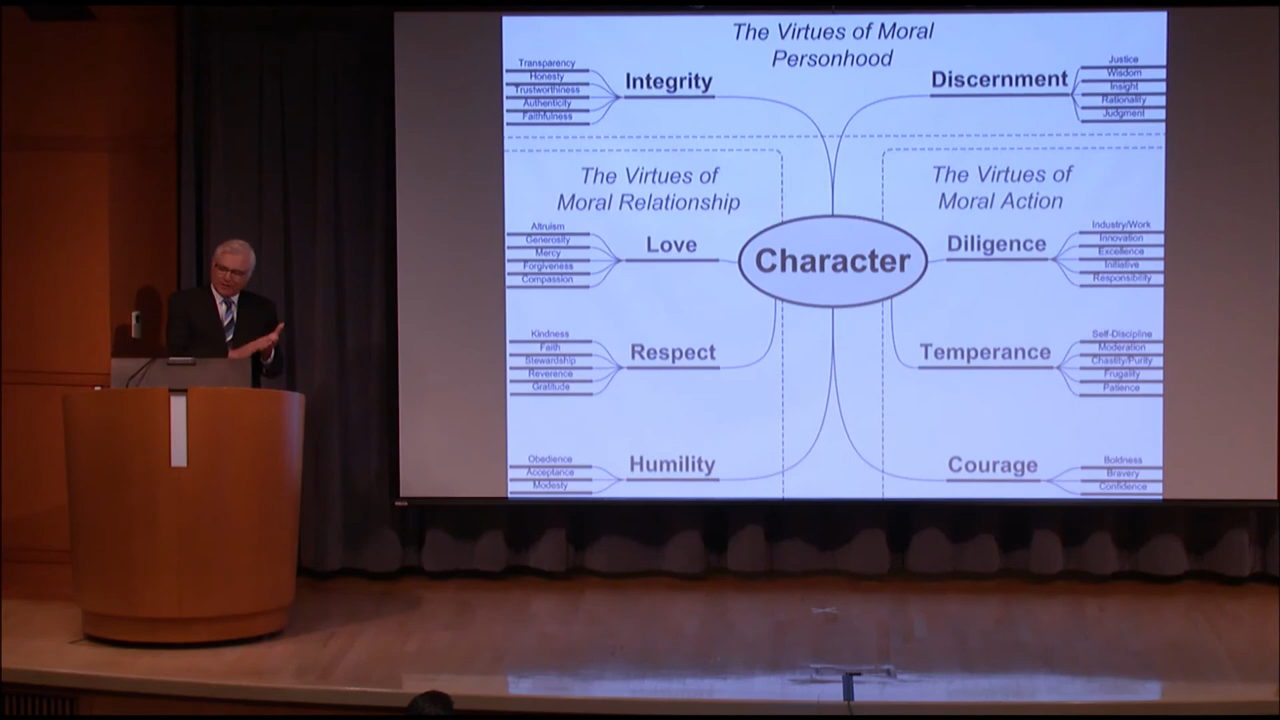 The Virtues of Moral
Personhood
Transparency
Honesty
Trustworthiness
Authenticity
Faithfulness
Integrity
Discernment
Justice
Wisdom
Insight
Rationality
Judgment
The Virtues of
Moral Relationship
The Virtues of
Moral Action
Altruism
Generosity
Mercy
Forgiveness
Compassion
Love
Character
Diligence
Industry/Work
Innovation
Excellence
Initiative
Responsibility
Kindness
Faith
Stewardship
Reverence
Gratitude
Respect
Temperance
Self-Discipline
Moderation
Chastity/Purity
Frugality
Patience
Obedience
Acceptance
Modesty
Humility
Courage
Boldness
Bravery
Confidence